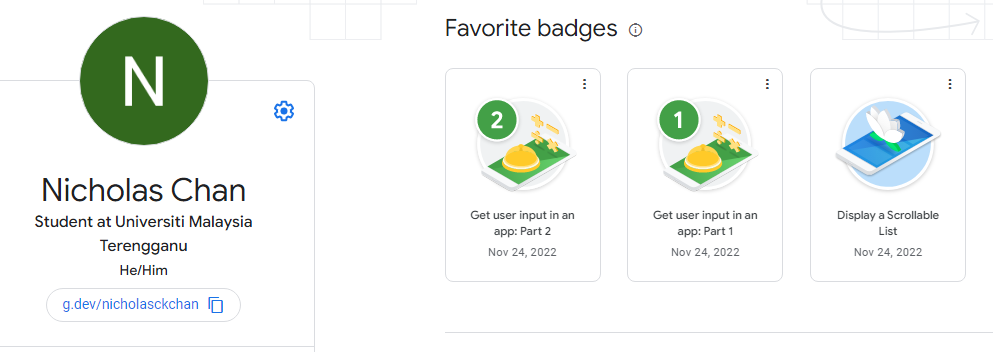 N
Nicholas Chan
Student at Universiti Malaysia
Terengganu
He/Him
g.dev/nicholasckchan
Favorite badges
2
Get user input in an
app: Part 2
Nov 24, 2022
1
Get user input in an
app: Part 1
Nov 24, 2022
Display a Scrollable
List
Nov 24, 2022